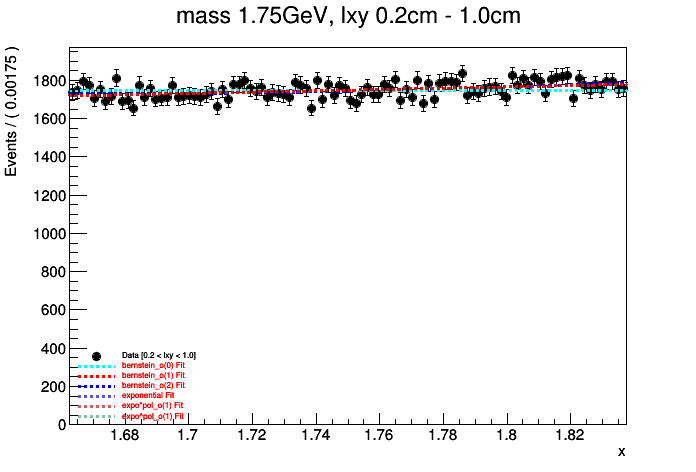 mass 1.75GeV, lxy 0.2cm - 1.0cm
Events / ( 0.00175 )
1800
1600
1400
1200
1000
800
600
400
200
0
Data [0.2 < lxy < 1.0]
bernstein_o(0) Fit
bernstein_o(1) Fit
bernstein_o(2) Fit
exponential Fit
expo*pol_o(1) Fit
expo*pol_o(1) Fit
1.68 1.7 1.72 1.74 1.76 1.78 1.8 1.82
x